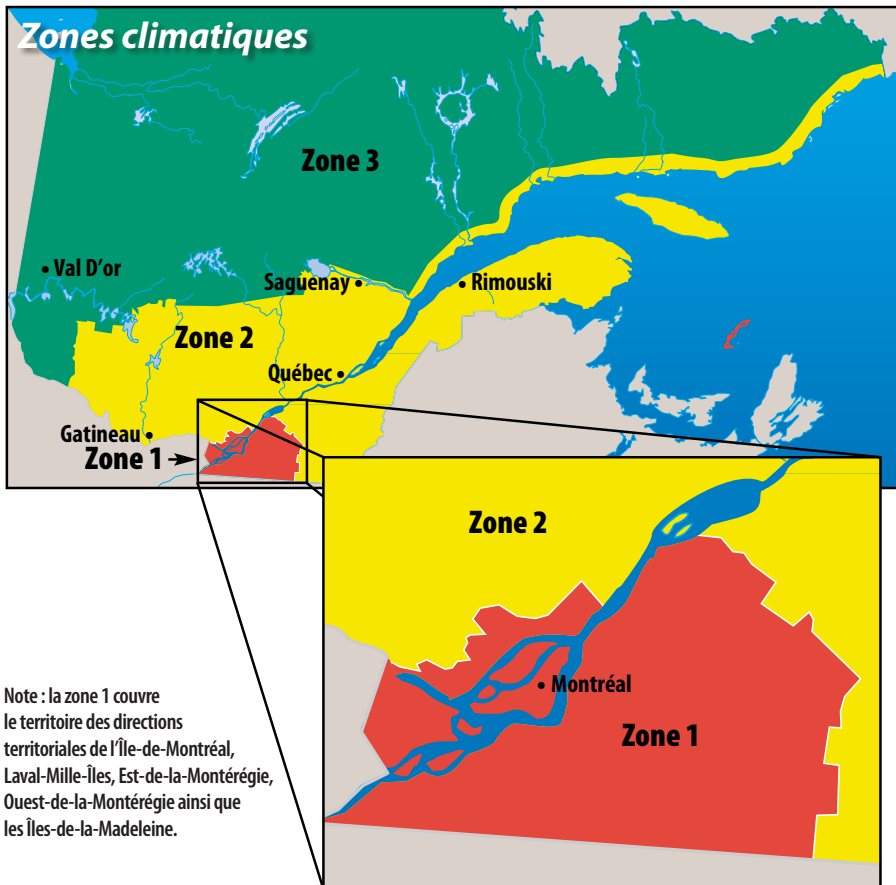 Zones climatiques
Zone 3
Val D'or
Saguenay
Rimouski
Zone 2
Québec
Gatineau
Zone 1
Zone 2
Montréal
Zone 1
Note : la zone 1 couvre
le territoire des directions
territoriales de l'Île-de-Montréal,
Laval-Mille-Îles, Est-de-la-Montérégie,
Ouest-de-la-Montérégie ainsi que
les Îles-de-la-Madeleine.